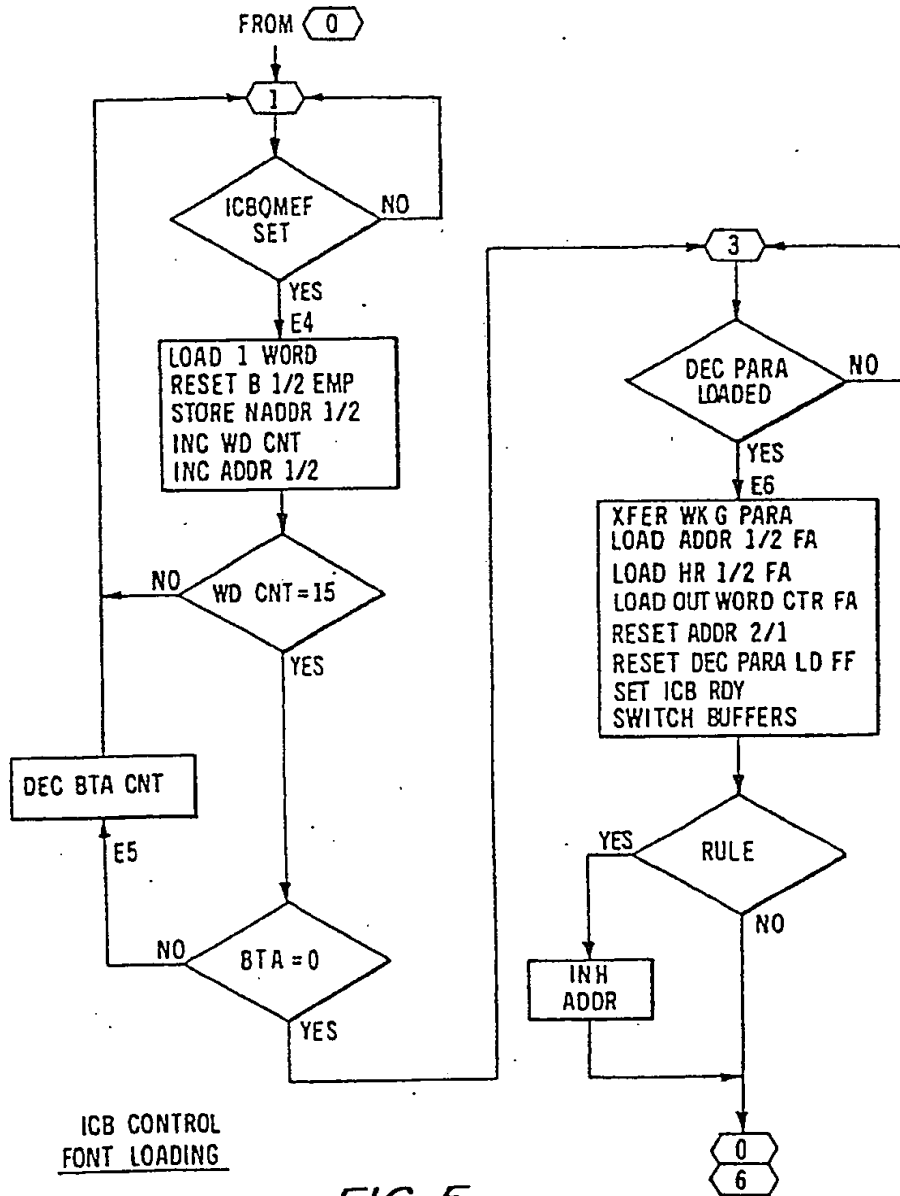 FROM 0
1
ICBQMEF
SET
NO
YES
E4
LOAD 1 WORD
RESET B 1/2 EMP
STORE NADDR 1/2
INC WD CNT
INC ADDR 1/2
NO
WD CNT=15
YES
DEC BTA CNT
E5
NO
BTA=0
YES
3
DEC PARA
LOADED
NO
YES
E6
XFER WKG PARA
LOAD ADDR 1/2 FA
LOAD HR 1/2 FA
LOAD OUT WORD CTR FA
RESET ADDR 2/1
RESET DEC PARA LD FF
SET ICB RDY
SWITCH BUFFERS
YES
RULE
NO
INH
ADDR
0
6
ICB CONTROL
FONT LOADING
FIG. 5